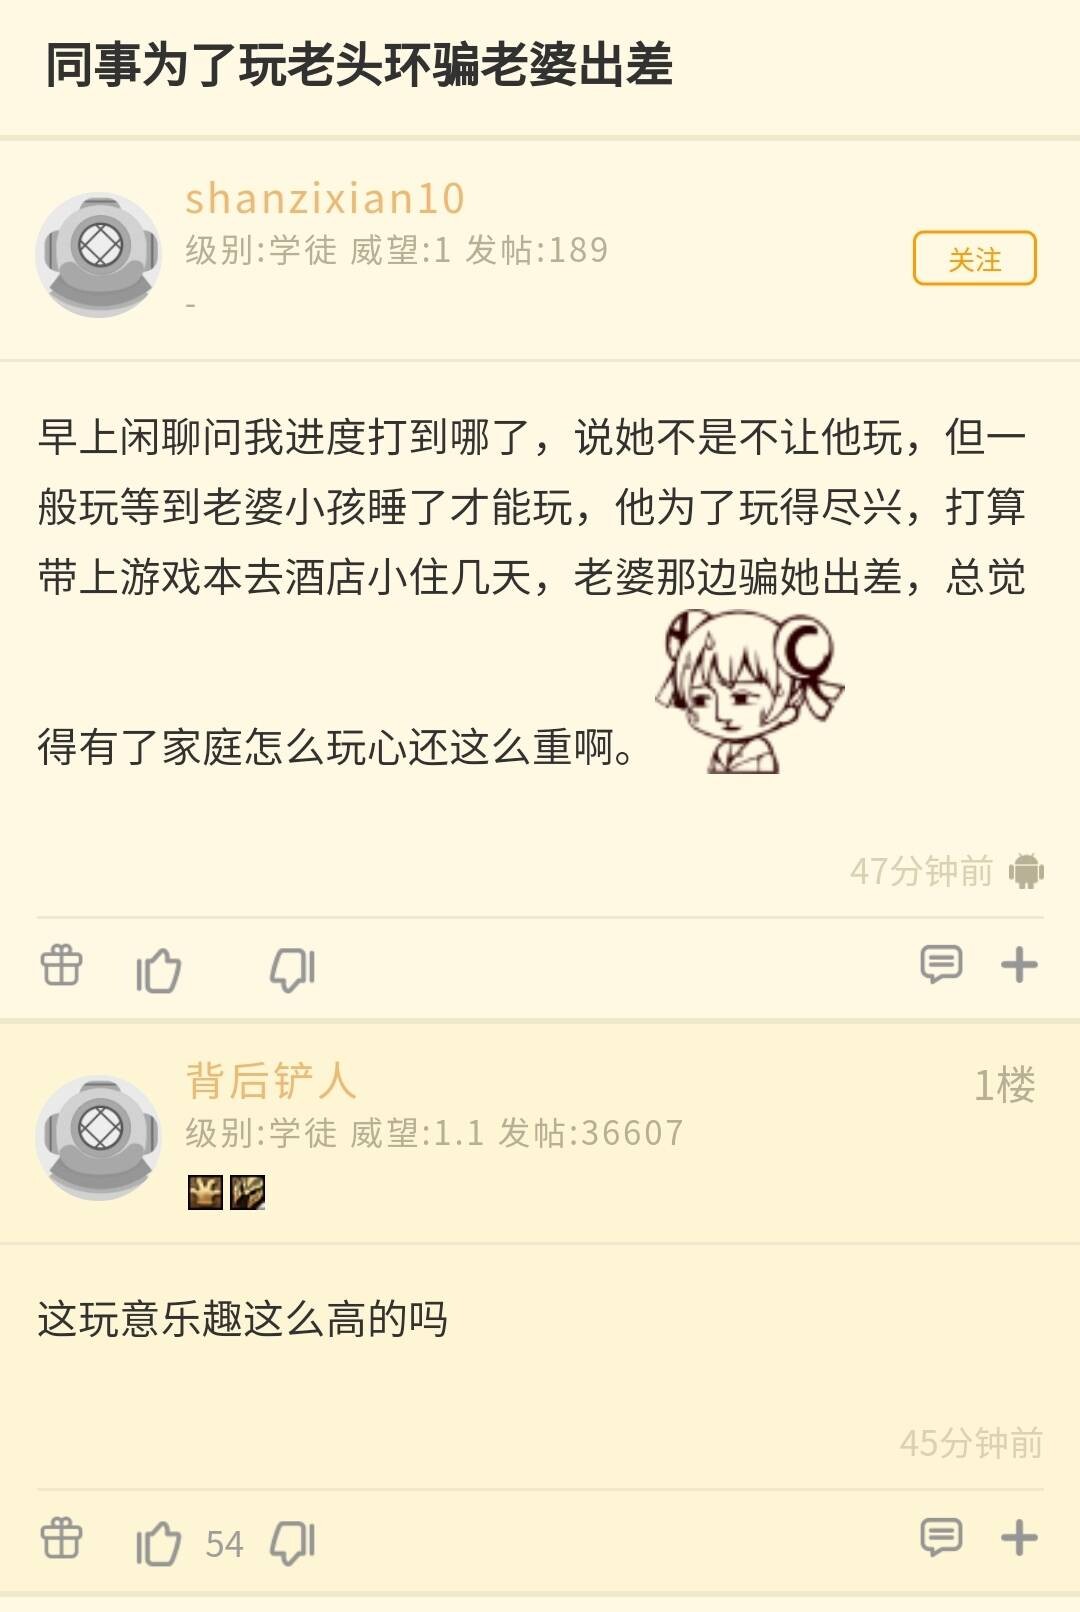 同事为了玩老头环骗老婆出差
shanzixian10
级别:学徒 威望:1 发帖:189
-
关注
早上闲聊问我进度打到哪了，说她不是不让他玩，但一
般玩等到老婆小孩睡了才能玩，他为了玩得尽兴，打算
带上游戏本去酒店小住几天，老婆那边骗她出差，总觉
得有了家庭怎么玩心还这么重啊。
47分钟前
背后铲人
1楼
级别:学徒 威望:1.1 发帖:36607
这玩意乐趣这么高的吗
45分钟前
54